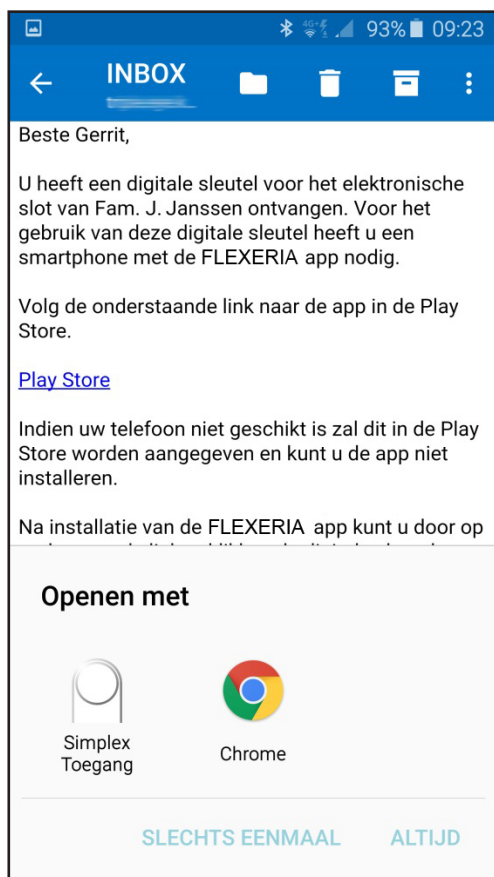 4G+ 93% 09:23
INBOX
Beste Gerrit,
U heeft een digitale sleutel voor het elektronische
slot van Fam. J. Janssen ontvangen. Voor het
gebruik van deze digitale sleutel heeft u een
smartphone met de FLEXERIA app nodig.
Volg de onderstaande link naar de app in de Play
Store.
Play Store
Indien uw telefoon niet geschikt is zal dit in de Play
Store worden aangegeven en kunt u de app niet
installeren.
Na installatie van de FLEXERIA app kunt u door op
Openen met
Simplex
Toegang
Chrome
SLECHTS EENMAAL ALTIJD